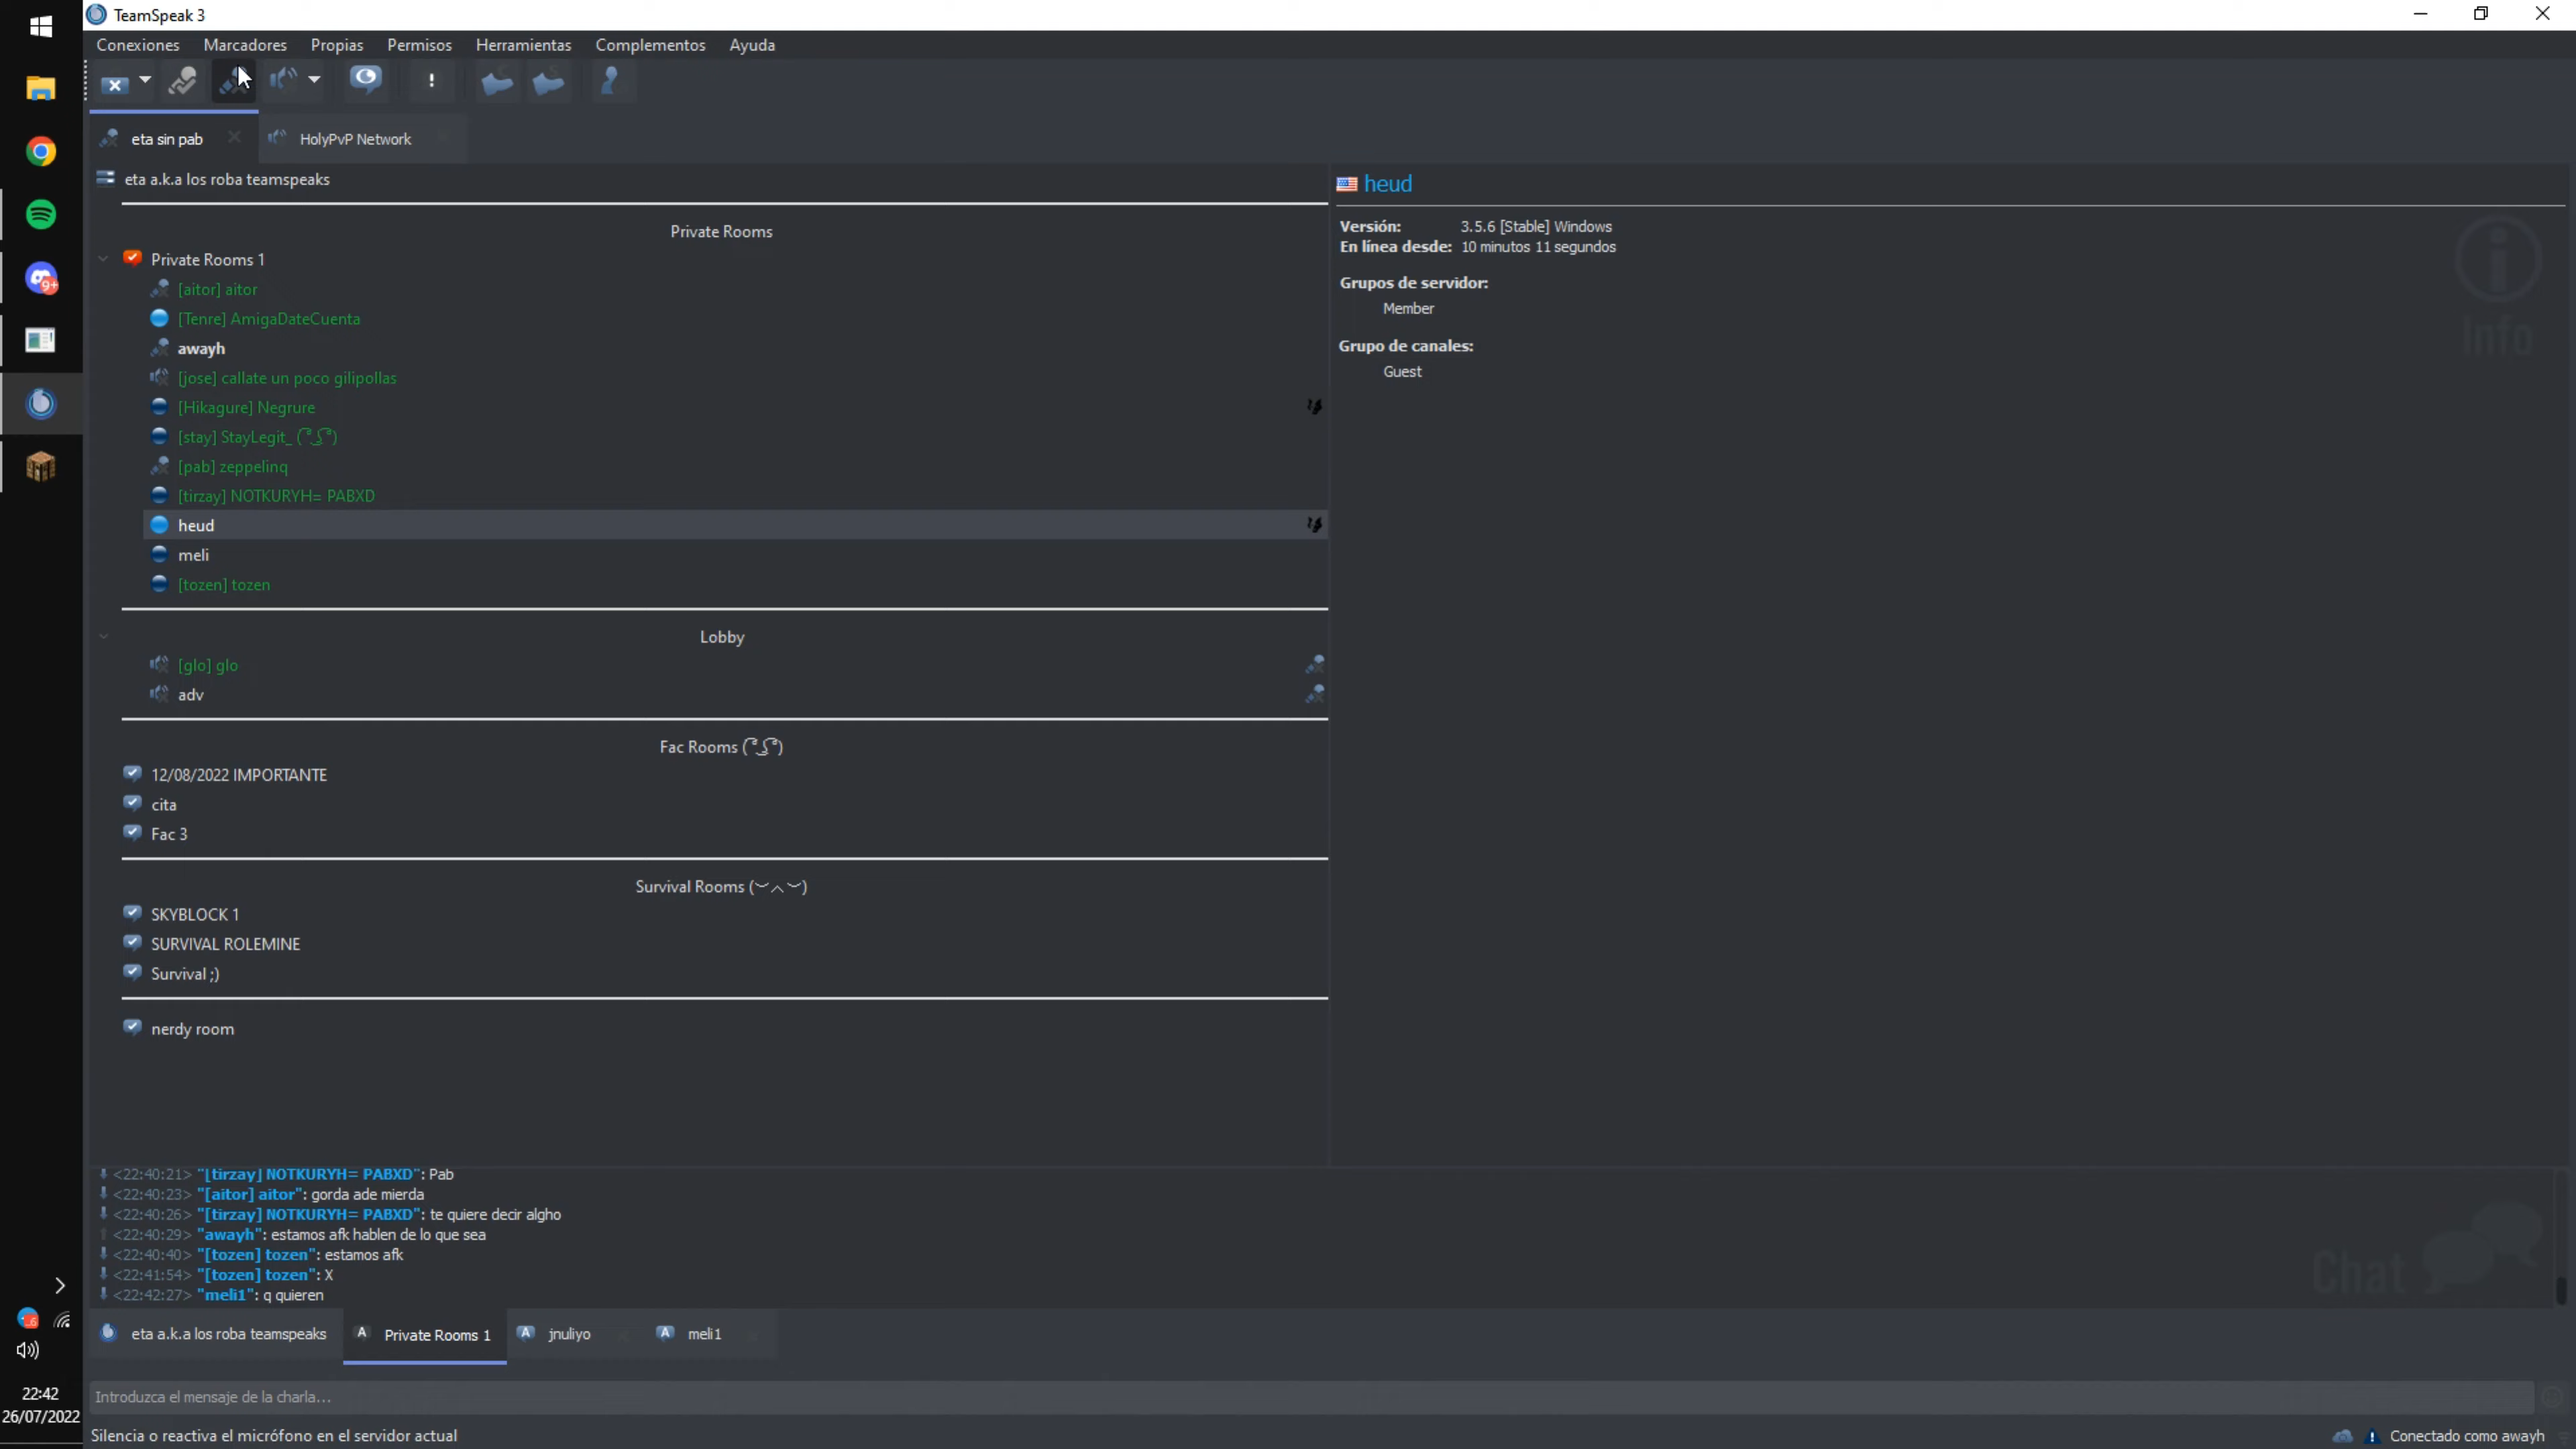 TeamSpeak 3
Conexiones Marcadores Propias Permisos Herramientas Complementos Ayuda
eta sin pab HolyPvP Network
eta a.k.a los roba teamspeaks
Private Rooms
Private Rooms 1
[aitor] aitor
[Tenre] AmigaDateCuenta
awayh
[jose] callate un poco gilipollas
[Hikagure] Negrure
[stay] StayLegit_ ( ͡° ͜ʖ ͡°)
[pab] zeppelinq
[tirzay] NOTKURYH= PABXD
heud
meli
[tozen] tozen
Lobby
[glo] glo
adv
Fac Rooms ( ͡° ͜ʖ ͡°)
12/08/2022 IMPORTANTE
cita
Fac 3
Survival Rooms (︶︿︶)
SKYBLOCK 1
SURVIVAL ROLEMINE
Survival ;)
nerdy room
heud
Versión: 3.5.6 [Stable] Windows
En línea desde: 10 minutos 11 segundos
Grupos de servidor:
Member
Grupo de canales:
Guest
Info
<22:40:21> "[tirzay] NOTKURYH= PABXD": Pab
<22:40:23> "[aitor] aitor": gorda ade mierda
<22:40:26> "[tirzay] NOTKURYH= PABXD": te quiere decir algho
<22:40:29> "awayh": estamos afk hablen de lo que sea
<22:40:40> "[tozen] tozen": estamos afk
<22:41:54> "[tozen] tozen": X
<22:42:27> "meli1": q quieren
Chat
eta a.k.a los roba teamspeaks Private Rooms 1 jnuliyo meli1
Introduzca el mensaje de la charla...
Silencia o reactiva el micrófono en el servidor actual
Conectado como awayh
9+
22:42
26/07/2022